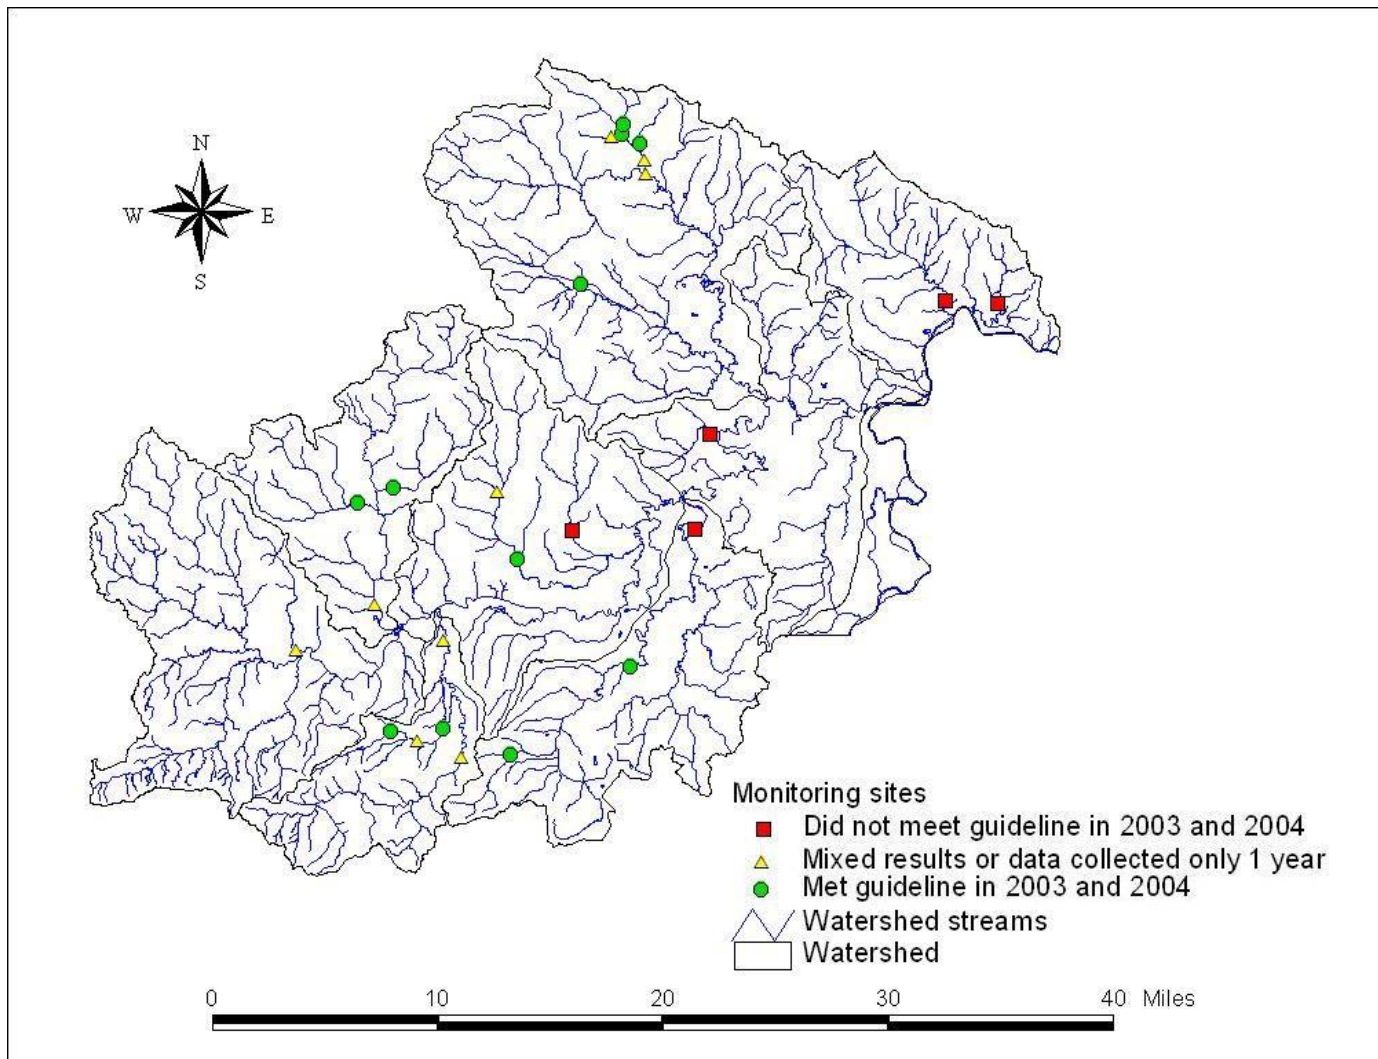 N
W E
S
Monitoring sites
Did not meet guideline in 2003 and 2004
Mixed results or data collected only 1 year
Met guideline in 2003 and 2004
Watershed streams
Watershed
0 10 20 30 40 Miles